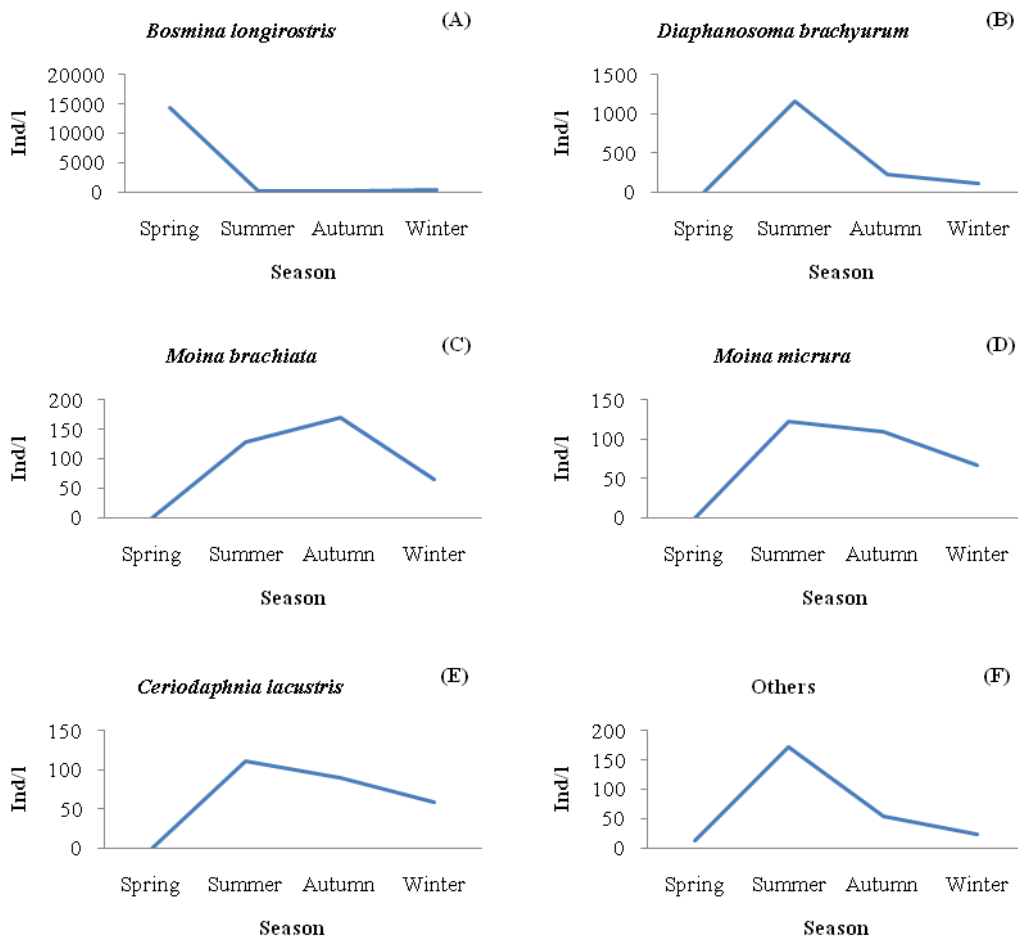 Bosmina longirostris
(A)
20000
15000
10000
5000
0
Ind/l
Spring Summer Autumn Winter
Season
Diaphanosoma brachyurum
(B)
1500
1000
500
0
Ind/l
Spring Summer Autumn Winter
Season
Moina brachiata
(C)
200
150
100
50
0
Ind/l
Spring Summer Autumn Winter
Season
Moina micrura
(D)
150
100
50
0
Ind/l
Spring Summer Autumn Winter
Season
Ceriodaphnia lacustris
(E)
150
100
50
0
Ind/l
Spring Summer Autumn Winter
Season
Others
(F)
200
150
100
50
0
Ind/l
Spring Summer Autumn Winter
Season